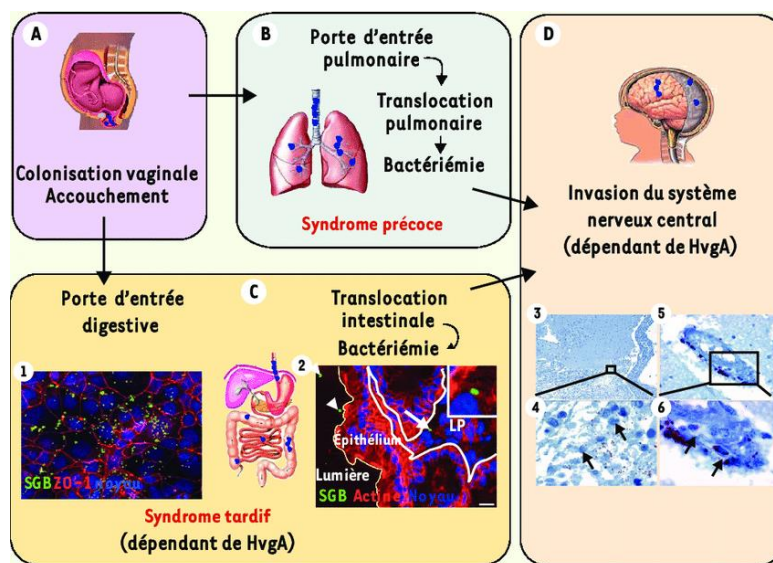 A
Colonisation vaginale
Accouchement
B
Porte d'entrée
pulmonaire
Translocation
pulmonaire
Bactériémie
Syndrome précoce
D
Invasion du système
nerveux central
(dépendant de HvgA)
Porte d'entrée
digestive
C
Translocation
intestinale
Bactériémie
1
SGB ZO-1 Noyau
2
LP
Epithélium
Lumière
SGB Actine Noyau
Syndrome tardif
(dépendant de HvgA)
3
5
4
6